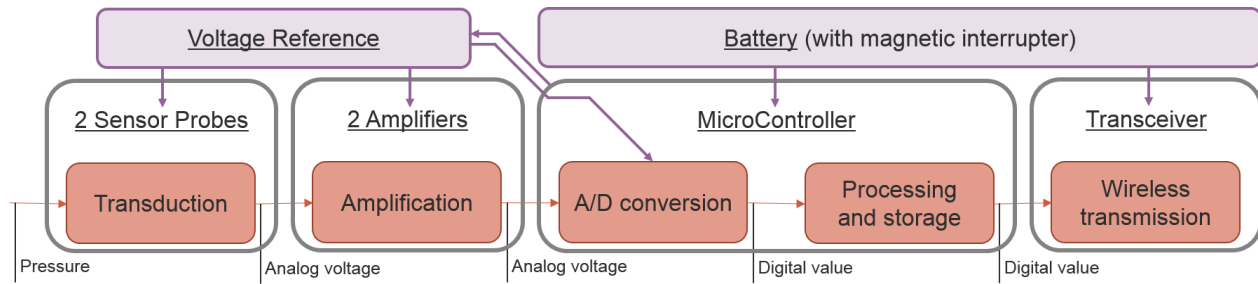 Voltage Reference
Battery (with magnetic interrupter)
2 Sensor Probes
2 Amplifiers
MicroController
Transceiver
Transduction
Amplification
A/D conversion
Processing
and storage
Wireless
transmission
Pressure
Analog voltage
Analog voltage
Digital value
Digital value